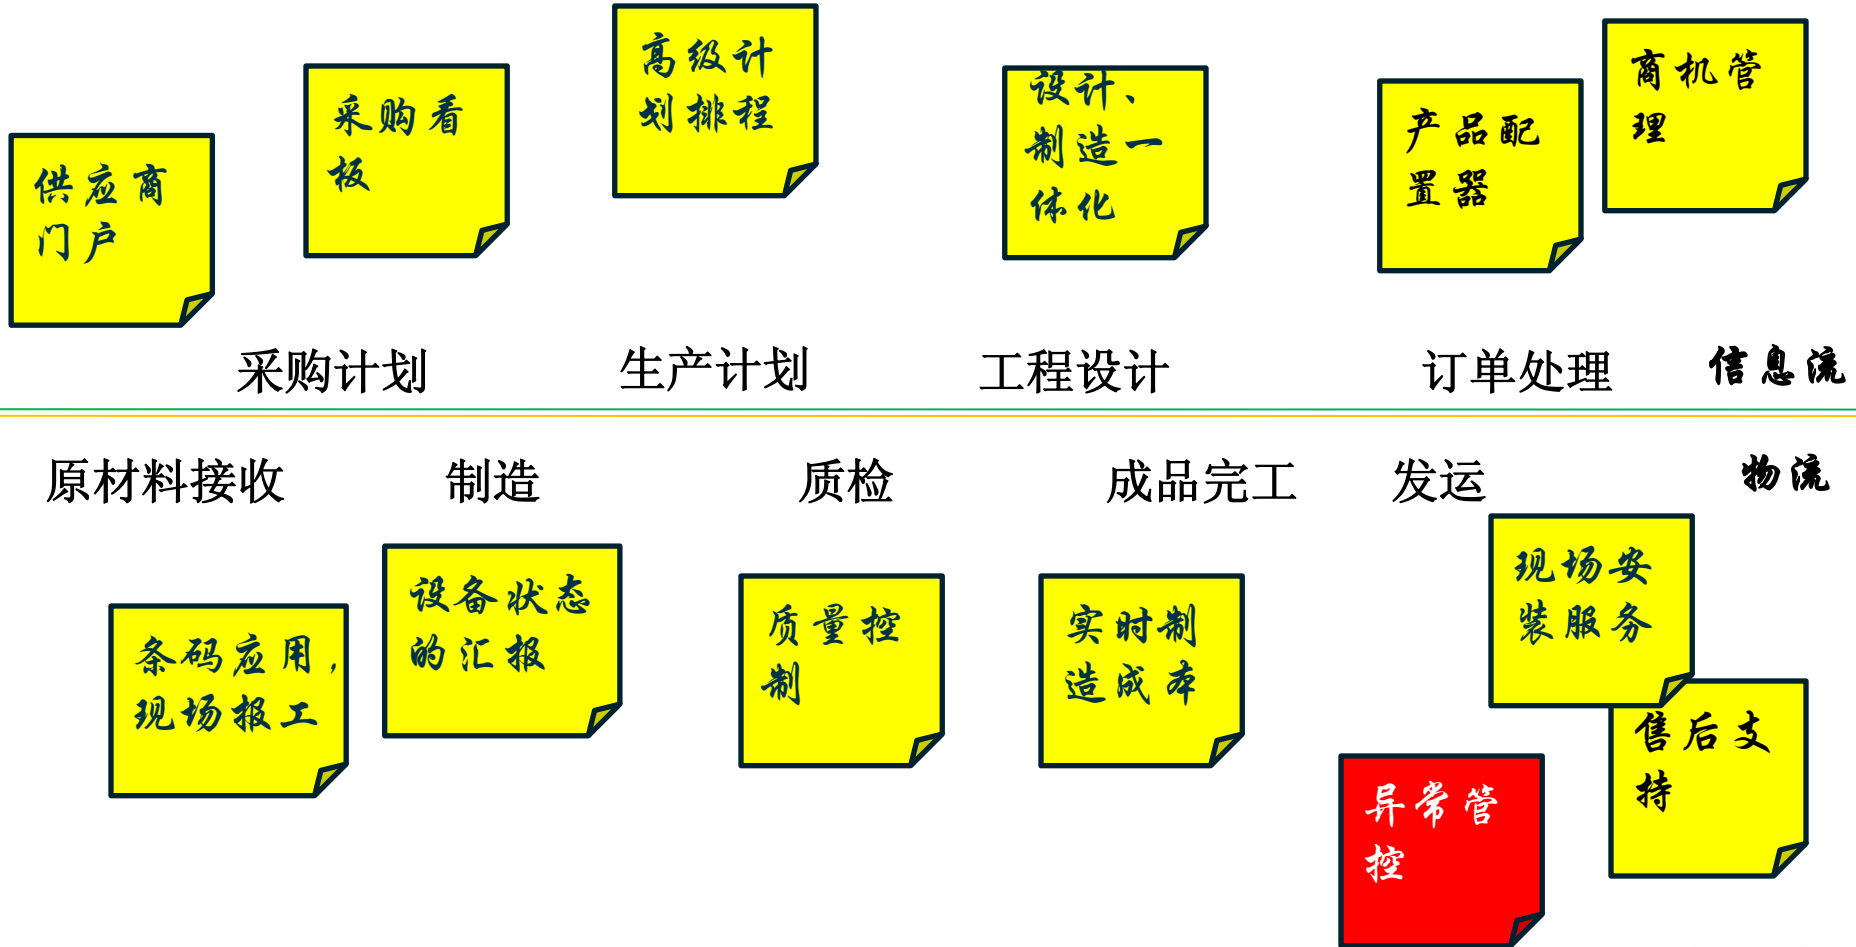 供应商
门户
采购看
板
高级计
划排程
设计、
制造一
体化
产品配
置器
商机管
理
采购计划
生产计划
工程设计
订单处理
信息流
原材料接收
制造
质检
成品完工
发运
物流
条码应用，
现场报工
设备状态
的汇报
质量控
制
实时制
造成本
现场安
装服务
售后支
持
异常管
控